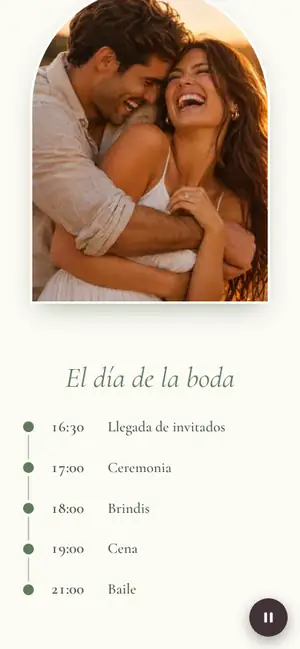 El día de la boda
16:30 Llegada de invitados
17:00 Ceremonia
18:00 Brindis
19:00 Cena
21:00 Baile